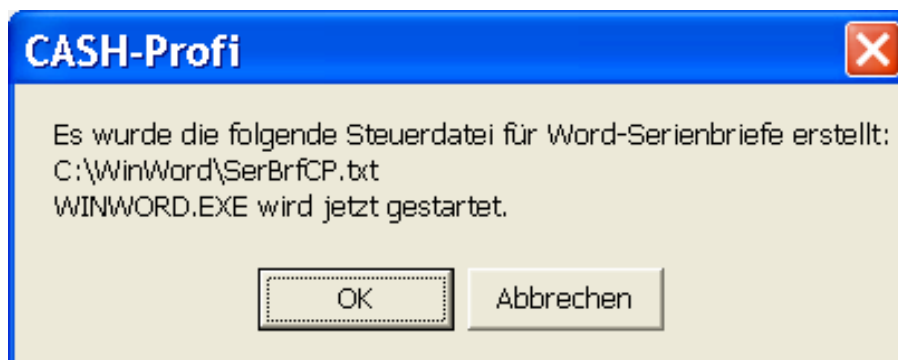 CASH-Profi
Es wurde die folgende Steuerdatei für Word-Serienbriefe erstellt:
C:\WinWord\SerBrfCP.txt
WINWORD.EXE wird jetzt gestartet.
OK
Abbrechen